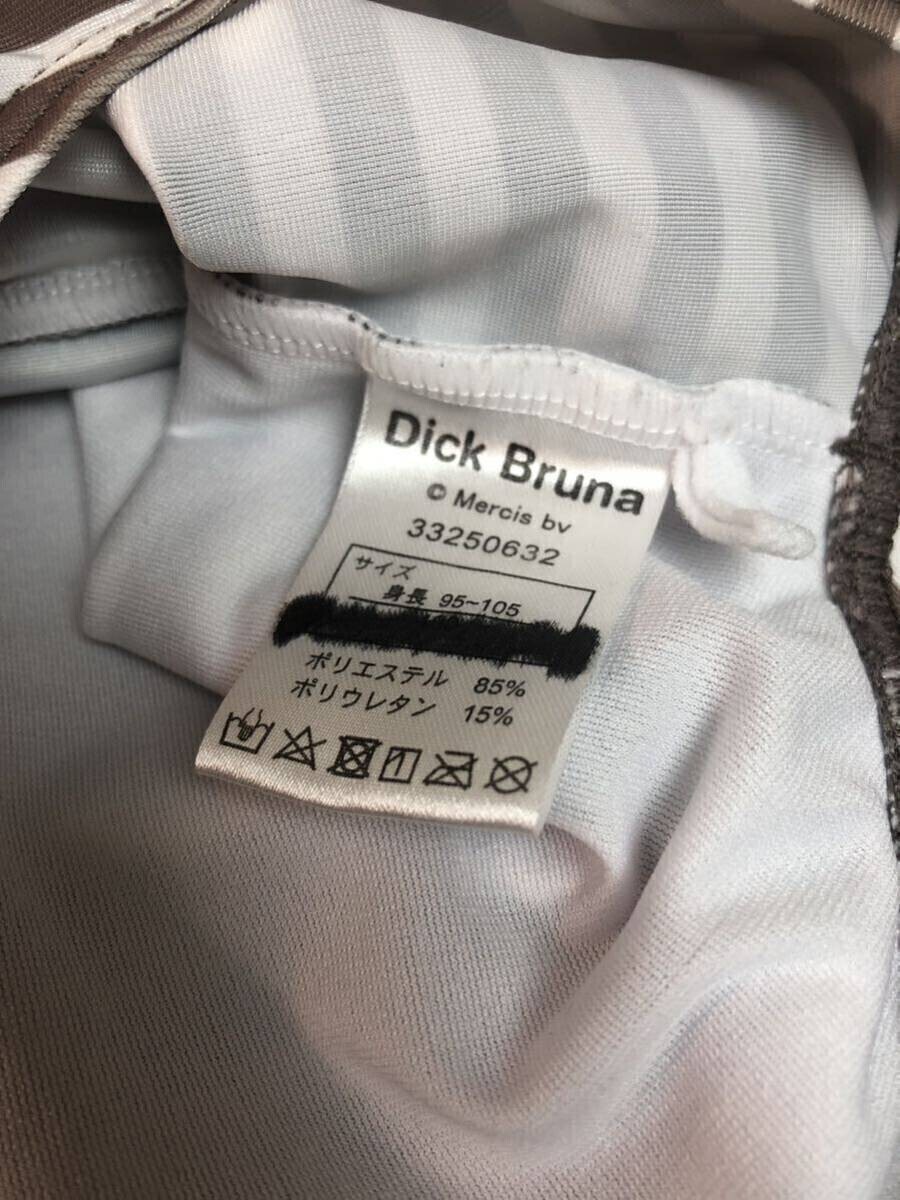 Dick Bruna
© Mercis bv
33250632
サイズ
身長 95~105
ポリエステル 85%
ポリウレタン 15%